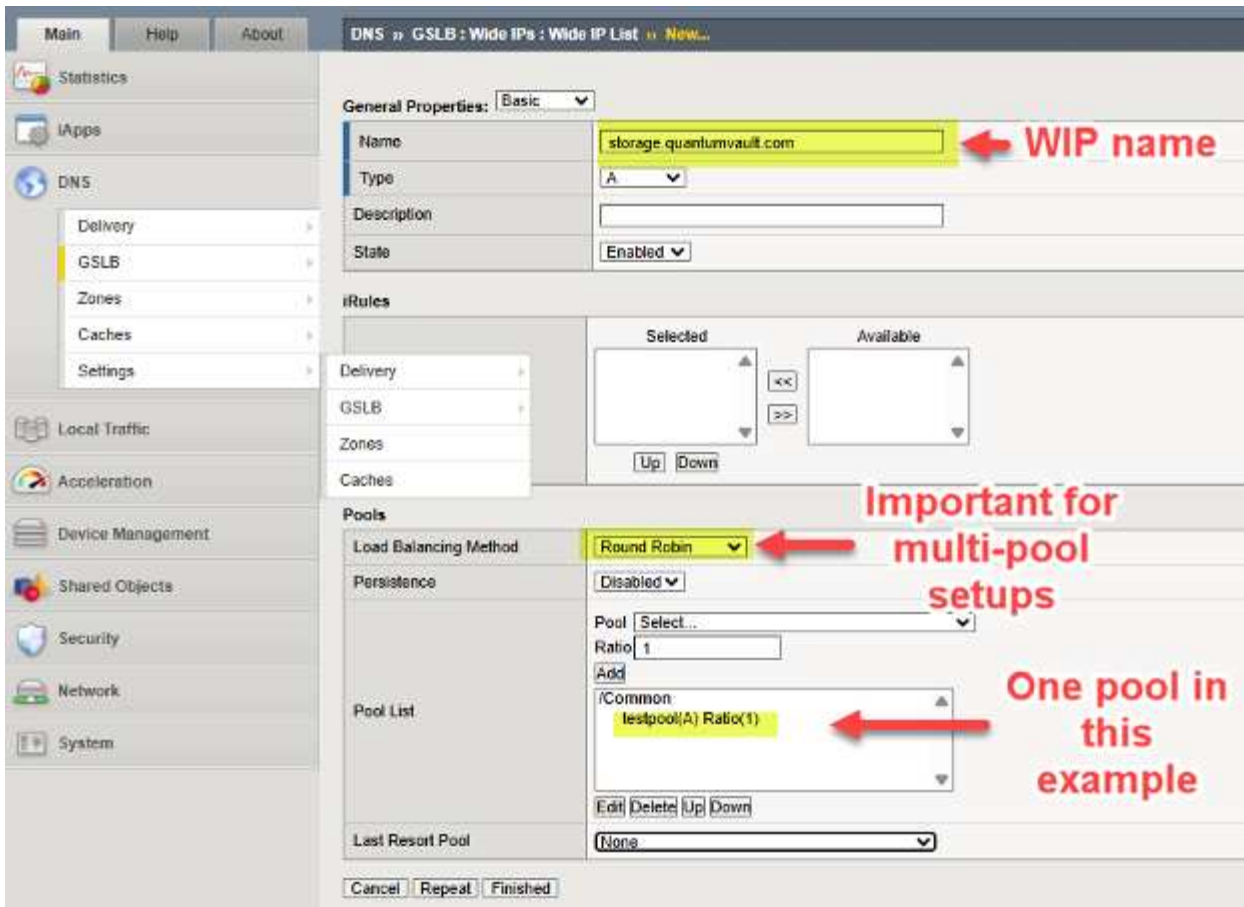 Main Help About
DNS » GSLB : Wide IPs : Wide IP List » New...
Statistics
iApps
DNS
Delivery
GSLB
Zones
Caches
Settings
Delivery
GSLB
Zones
Caches
Local Traffic
Acceleration
Device Management
Shared Objects
Security
Network
System
General Properties: Basic
Name storage.quantumvault.com
WIP name
Type A
Description
State Enabled
iRules
Selected Available
<<
>>
Up Down
Pools
Load Balancing Method Round Robin
Important for
multi-pool
setups
Persistence Disabled
Pool List
Pool Select...
Ratio 1
Add
/Common
testpool(A) Ratio(1)
One pool in
this
example
Edit Delete Up Down
Last Resort Pool None
Cancel Repeat Finished